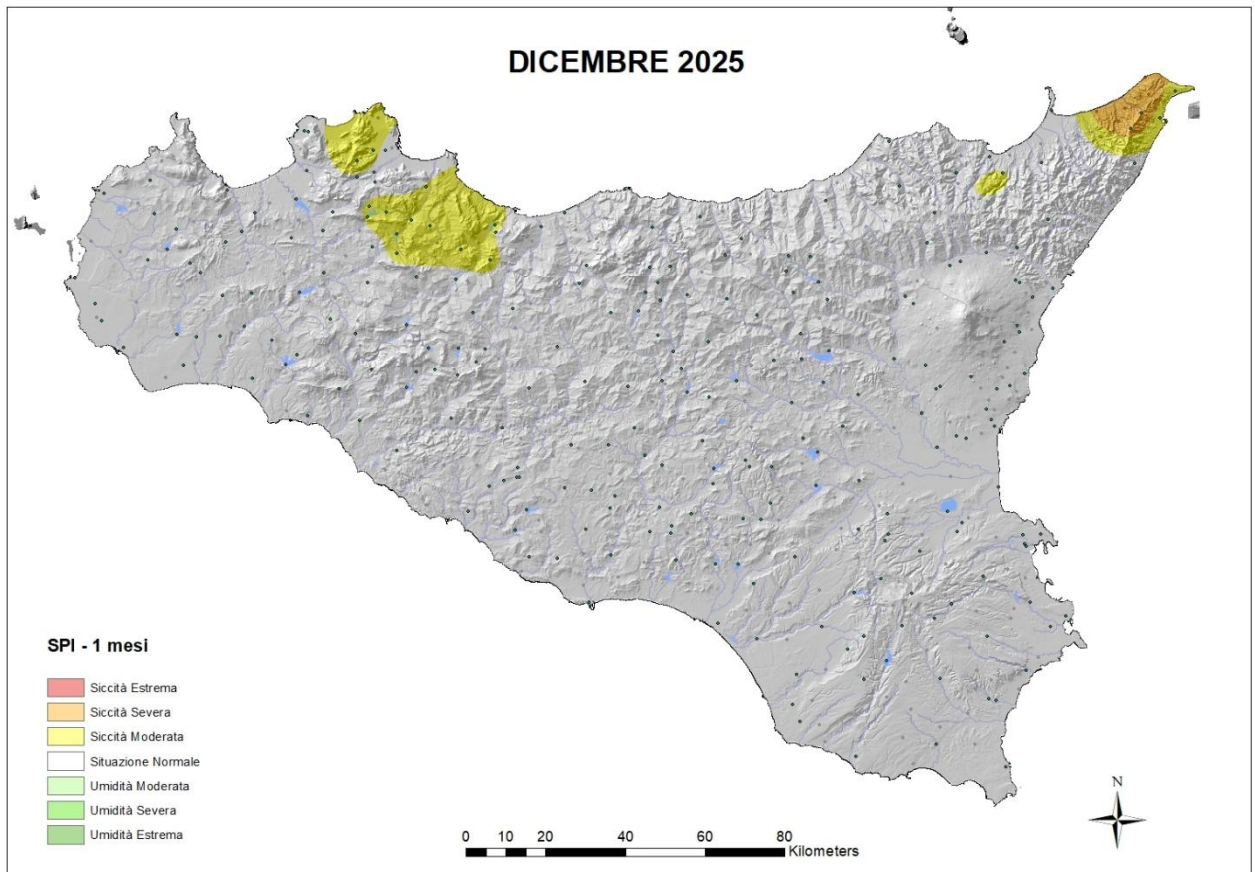 DICEMBRE 2025
SPI - 1 mesi
Siccità Estrema
Siccità Severa
Siccità Moderata
Situazione Normale
Umidità Moderata
Umidità Severa
Umidità Estrema
N
0 10 20 40 60 80
Kilometers